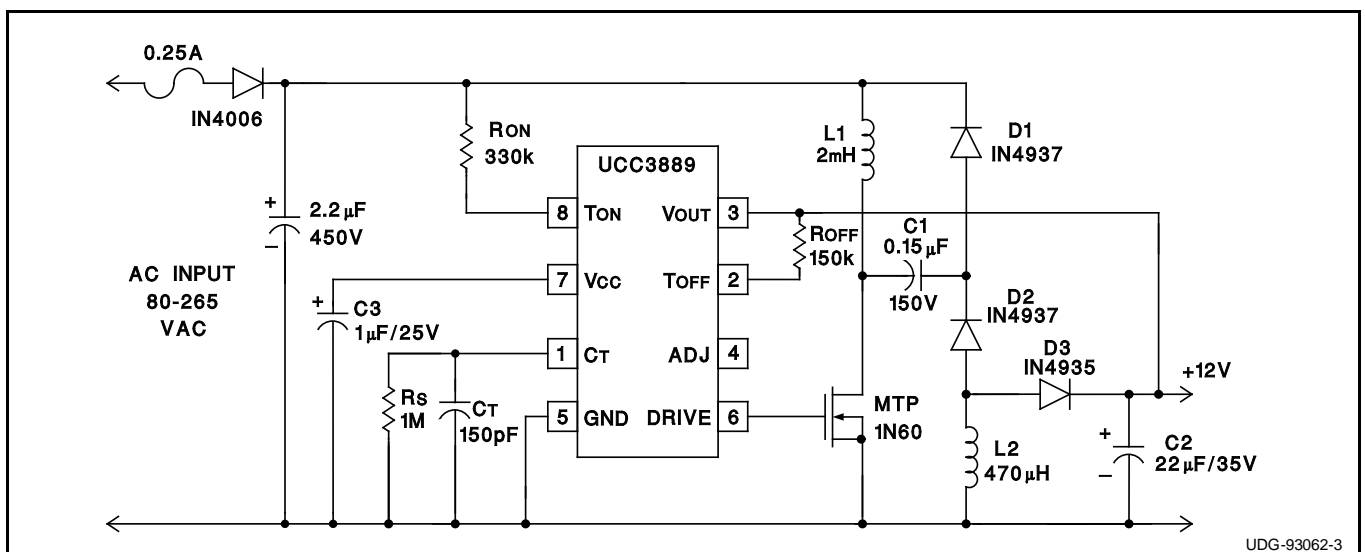 0.25A
IN4006
RON
330k
L1
2mH
D1
IN4937
UCC3889
+
2.2µF
450V
–
8 TON
VOUT 3
ROFF
150k
C1
0.15µF
150V
AC INPUT
80-265
VAC
+
C3
1µF/25V
7 VCC
TOFF 2
D2
IN4937
1 CT
ADJ 4
D3
IN4935
+12V
RS
1M
CT
150pF
5 GND
DRIVE 6
MTP
1N60
L2
470µH
+
–
C2
22µF/35V
UDG-93062-3